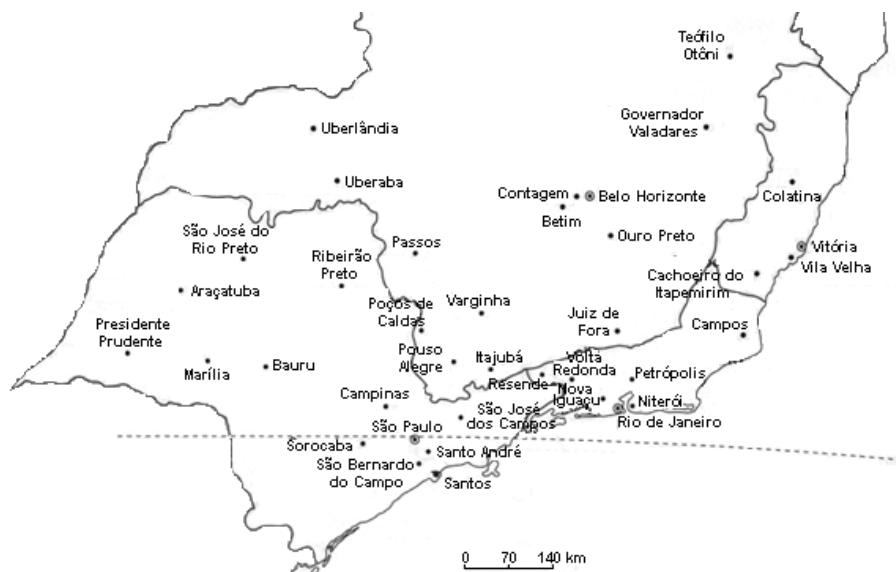 Teófilo
Otôni
Governador
Valadares
Uberlândia
Uberaba
Contagem
Belo Horizonte
Betim
Colatina
Ouro Preto
São José do
Rio Preto
Ribeirão
Preto
Passos
Vitória
Vila Velha
Cachoeiro do
Itapemirim
Araçatuba
Poços de
Caldas
Varginha
Juiz de
Fora
Campos
Presidente
Prudente
Marília
Bauru
Pouso
Alegre
Itajubá
Volta
Redonda
Resende
Petrópolis
Nova
Iguaçu
Niterói
Rio de Janeiro
Campinas
São José
dos Campos
São Paulo
Sorocaba
Santo André
São Bernardo
do Campo
Santos
0 70 140 km